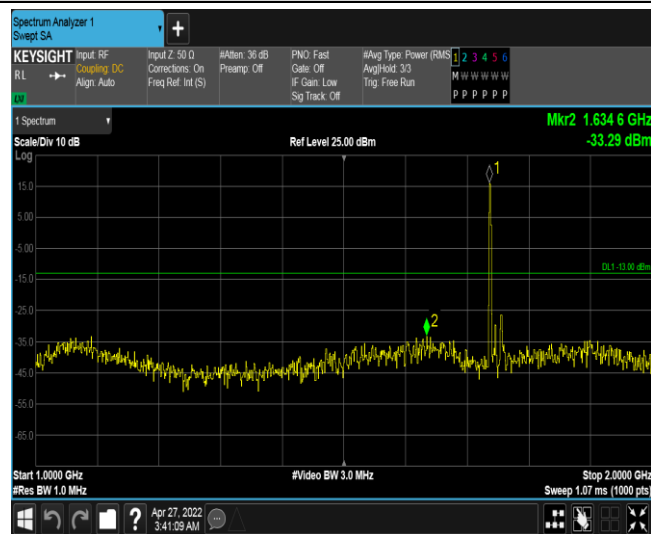 Spectrum Analyzer 1
Swept SA
+
KEYSIGHT
RL
Input: RF
Coupling: DC
Align: Auto
Input Z: 50 Ω
Corrections: On
Freq Ref: Int (S)
#Atten: 36 dB
Preamp: Off
PNO: Fast
Gate: Off
IF Gain: Low
Sig Track: Off
#Avg Type: Power (RMS
Avg|Hold: 3/3
Trig: Free Run
1 2 3 4 5 6
M W W W W W
P P P P P P
1 Spectrum
Mkr2 1.634 6 GHz
Scale/Div 10 dB
Ref Level 25.00 dBm
-33.29 dBm
Log
1
15.0
5.00
-5.00
DL1 -13.00 dBm
-15.0
-25.0
2
-35.0
-45.0
-55.0
-65.0
Start 1.0000 GHz
#Video BW 3.0 MHz
Stop 2.0000 GHz
#Res BW 1.0 MHz
Sweep 1.07 ms (1000 pts)
?
Apr 27, 2022
3:41:09 AM